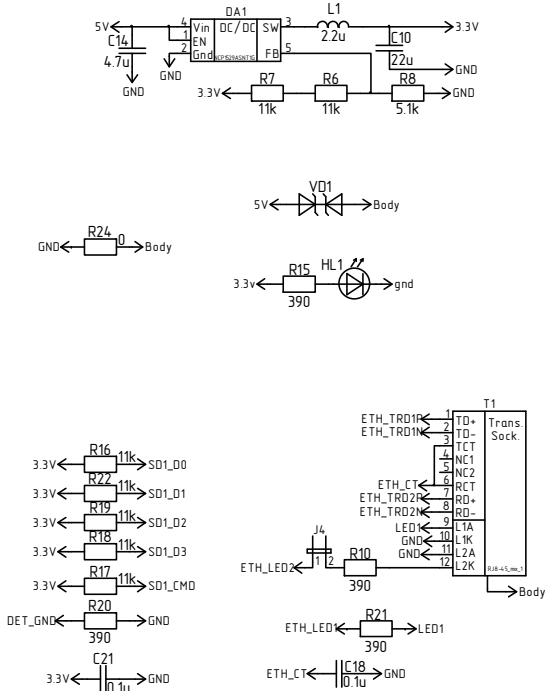 DA1
L1
5V 4 Vin DC/DC SW 3 3.3V
C14 1 EN 2.2u C10
4.7u 2 Gnd NCP1529ASNT1G FB 5 22u
GND GND GND
R7 R6 R8
3.3V GND
11k 11k 5.1k
VD1
5V Body
R24
GND 0 Body
R15 HL1
3.3v gnd
390
T1
ETH_TRD1P 1 TD+ Trans.
ETH_TRD1N 2 TD- Sock.
3 TCT
4 NC1
5 NC2
ETH_CT 6 RCT
ETH_TRD2P 7 RD+
ETH_TRD2N 8 RD-
LED1 9 L1A
GND 10 L1K
GND 11 L2A
12 L2K RJ8-45_mx_1
Body
J4
1 2
ETH_LED2 R10
390
R16
3.3V 11k SD1_D0
R22
3.3V 11k SD1_D1
R19
3.3V 11k SD1_D2
R18
3.3V 11k SD1_D3
R17
3.3V 11k SD1_CMD
R20
DET_GND GND
390
R21
ETH_LED1 LED1
390
C21
3.3V GND
0.1u
C18
ETH_CT GND
0.1u